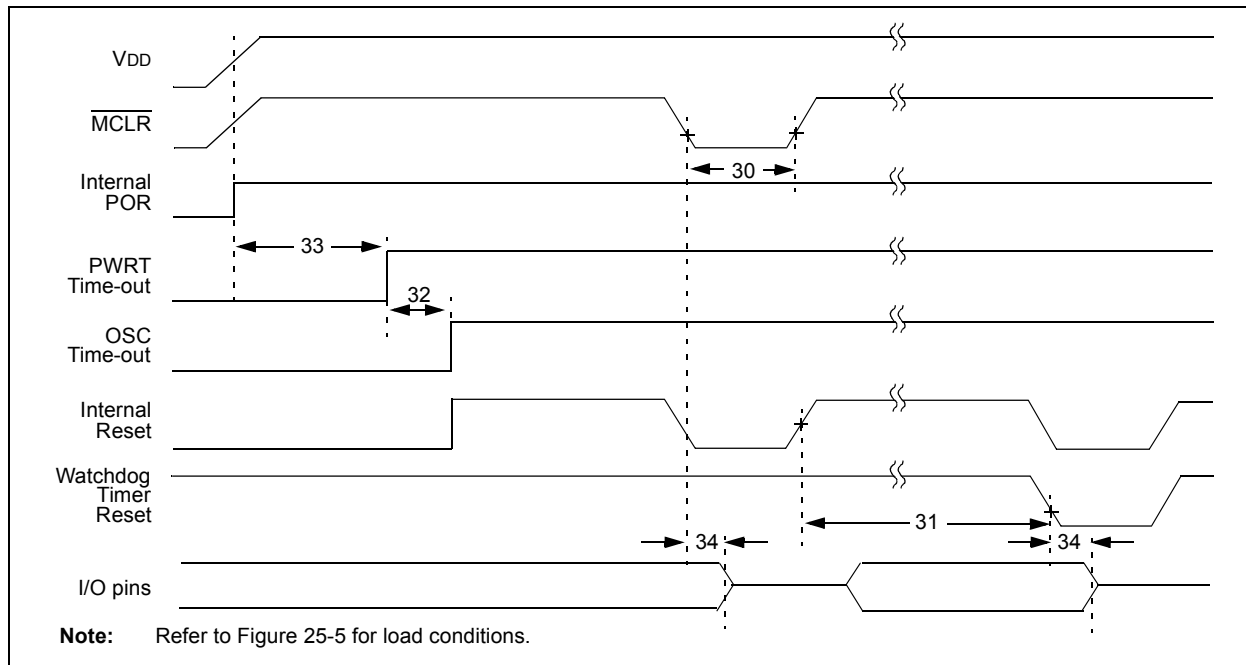 VDD
MCLR
30
Internal
POR
33
PWRT
Time-out
32
OSC
Time-out
Internal
Reset
Watchdog
Timer
Reset
31
34
34
I/O pins
Note: Refer to Figure 25-5 for load conditions.